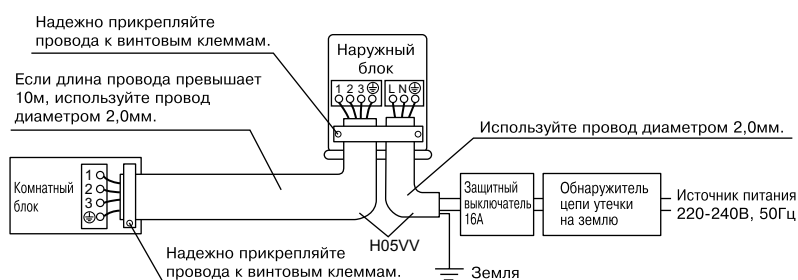 Надежно прикрепляйте
провода к винтовым клеммам.
Если длина провода превышает
10м, используйте провод
диаметром 2,0мм.
Наружный
блок
1 2 3
L N
Используйте провод диаметром 2,0мм.
Комнатный
блок
1
2
3
Защитный
выключатель
16А
Обнаружитель
цепи утечки
на землю
Источник питания
220-240В, 50Гц
H05VV
Надежно прикрепляйте
провода к винтовым клеммам.
Земля